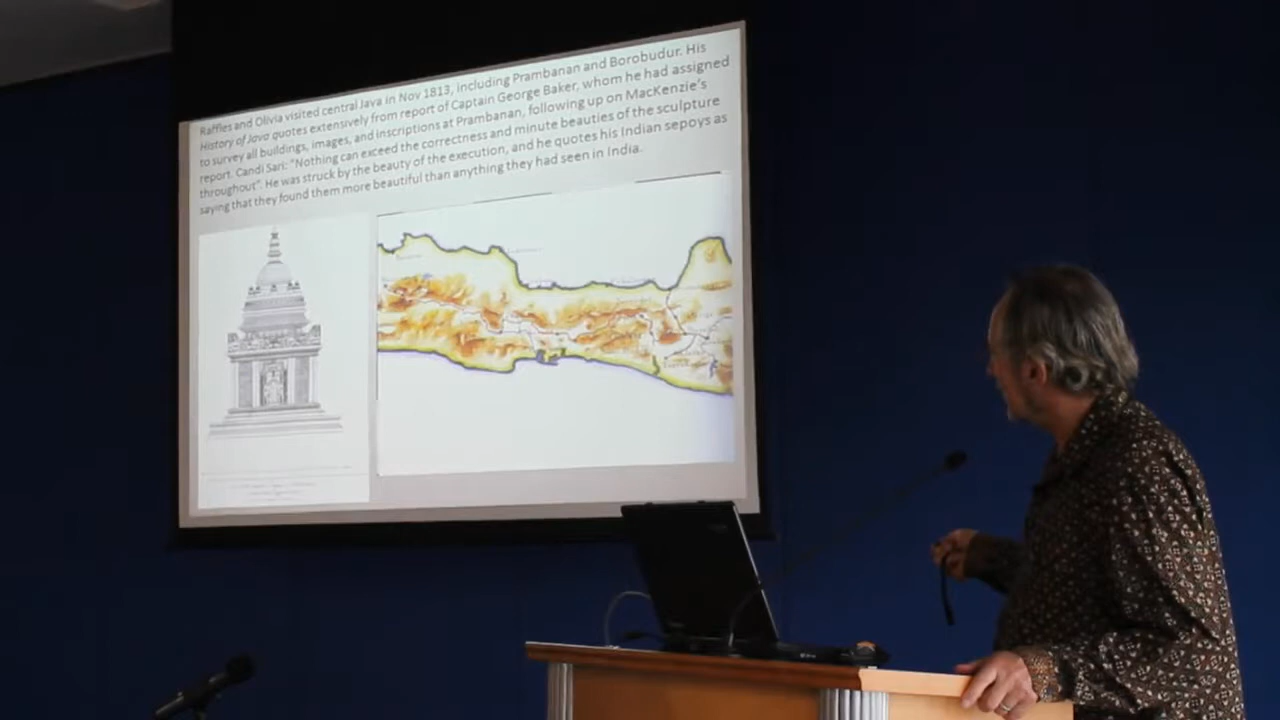 Raffles and Olivia visited central Java in Nov 1813, including Prambanan and Borobudur. His
History of Java quotes extensively from report of Captain George Baker, whom he had assigned
to survey all buildings, images, and inscriptions at Prambanan, following up on MacKenzie's
report. Candi Sari: "Nothing can exceed the correctness and minute beauties of the sculpture
throughout". He was struck by the beauty of the execution, and he quotes his Indian sepoys as
saying that they found them more beautiful than anything they had seen in India.